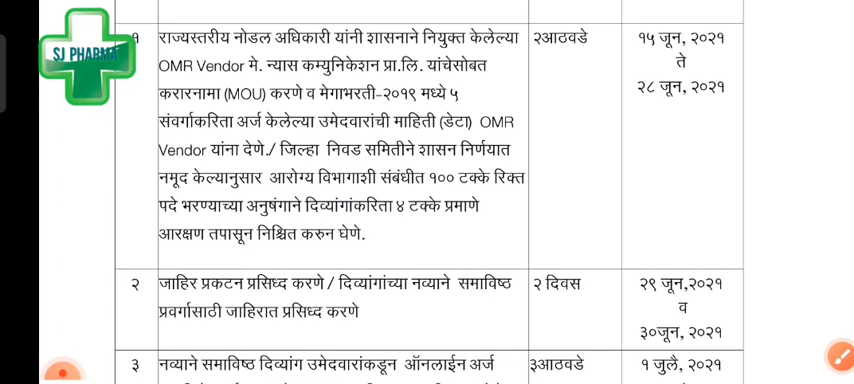 SJ PHARMA
१ राज्यस्तरीय नोडल अधिकारी यांनी शासनाने नियुक्त केलेल्या २आठवडे १५ जून, २०२१
OMR Vendor मे. न्यास कम्युनिकेशन प्रा.लि. यांचेसोबत ते
करारनामा (MOU) करणे व मेगाभरती-२०१९ मध्ये ५ २८ जून, २०२१
संवर्गाकरिता अर्ज केलेल्या उमेदवारांची माहिती (डेटा) OMR
Vendor यांना देणे./ जिल्हा निवड समितीने शासन निर्णयात
नमूद केल्यानुसार आरोग्य विभागाशी संबंधीत १०० टक्के रिक्त
पदे भरण्याच्या अनुषंगाने दिव्यांगांकरिता ४ टक्के प्रमाणे
आरक्षण तपासून निश्चित करुन घेणे.
२ जाहिर प्रकटन प्रसिध्द करणे / दिव्यांगांच्या नव्याने समाविष्ठ २ दिवस २९ जून,२०२१
प्रवर्गासाठी जाहिरात प्रसिध्द करणे व
३०जून, २०२१
३ नव्याने समाविष्ठ दिव्यांग उमेदवारांकडून ऑनलाईन अर्ज ३आठवडे १ जुलै, २०२१